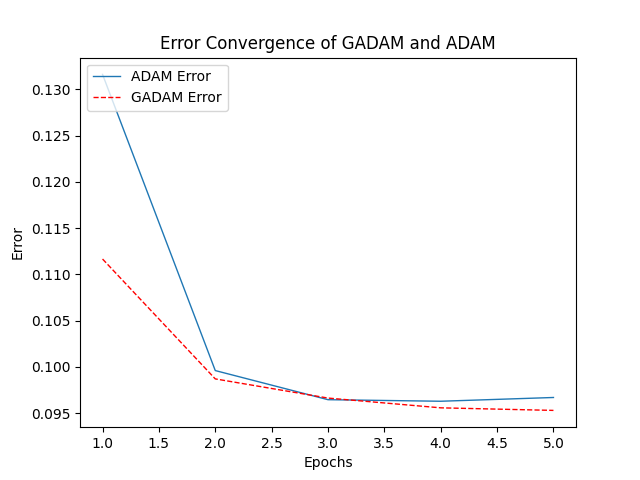 Error Convergence of GADAM and ADAM
ADAM Error
GADAM Error
0.130
0.125
0.120
0.115
0.110
0.105
0.100
0.095
Error
1.0 1.5 2.0 2.5 3.0 3.5 4.0 4.5 5.0
Epochs